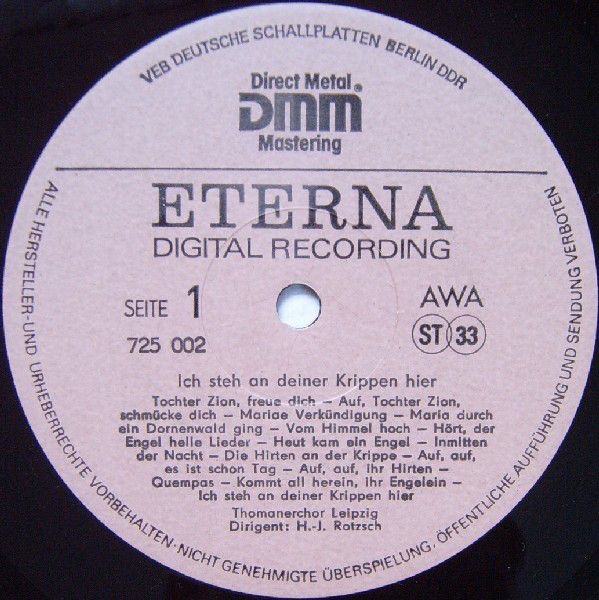 VEB DEUTSCHE SCHALLPLATTEN BERLIN DDR
Direct Metal®
DMM
Mastering
ETERNA
DIGITAL RECORDING
SEITE 1
AWA
725 002
ST 33
Ich steh an deiner Krippen hier
Tochter Zion, freue dich – Auf, Tochter Zion,
schmücke dich – Mariae Verkündigung – Maria durch
ein Dornenwald ging – Vom Himmel hoch – Hört, der
Engel helle Lieder – Heut kam ein Engel – Inmitten
der Nacht – Die Hirten an der Krippe – Auf, auf,
es ist schon Tag – Auf, auf, ihr Hirten –
Quempas – Kommt all herein, ihr Engelein –
Ich steh an deiner Krippen hier
Thomanerchor Leipzig
Dirigent: H.-J. Rotzsch
ALLE HERSTELLER-UND URHEBERRECHTE VORBEHALTEN·NICHT GENEHMIGTE ÜBERSPIELUNG, ÖFFENTLICHE AUFFÜHRUNG UND SENDUNG VERBOTEN